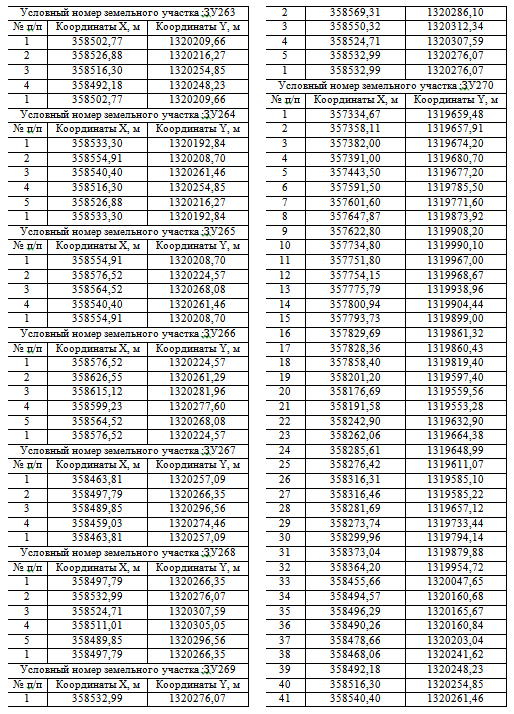 Условный номер земельного участка :ЗУ263
№ п/п Координаты X, м Координаты Y, м
1 358502,77 1320209,66
2 358526,88 1320216,27
3 358516,30 1320254,85
4 358492,18 1320248,23
1 358502,77 1320209,66
Условный номер земельного участка :ЗУ264
№ п/п Координаты X, м Координаты Y, м
1 358533,30 1320192,84
2 358554,91 1320208,70
3 358540,40 1320261,46
4 358516,30 1320254,85
5 358526,88 1320216,27
1 358533,30 1320192,84
Условный номер земельного участка :ЗУ265
№ п/п Координаты X, м Координаты Y, м
1 358554,91 1320208,70
2 358576,52 1320224,57
3 358564,52 1320268,08
4 358540,40 1320261,46
1 358554,91 1320208,70
Условный номер земельного участка :ЗУ266
№ п/п Координаты X, м Координаты Y, м
1 358576,52 1320224,57
2 358626,55 1320261,29
3 358615,12 1320281,96
4 358599,23 1320277,60
5 358564,52 1320268,08
1 358576,52 1320224,57
Условный номер земельного участка :ЗУ267
№ п/п Координаты X, м Координаты Y, м
1 358463,81 1320257,09
2 358497,79 1320266,35
3 358489,85 1320296,56
4 358459,03 1320274,46
1 358463,81 1320257,09
Условный номер земельного участка :ЗУ268
№ п/п Координаты X, м Координаты Y, м
1 358497,79 1320266,35
2 358532,99 1320276,07
3 358524,71 1320307,59
4 358511,01 1320305,05
5 358489,85 1320296,56
1 358497,79 1320266,35
Условный номер земельного участка :ЗУ269
№ п/п Координаты X, м Координаты Y, м
1 358532,99 1320276,07
2 358569,31 1320286,10
3 358550,32 1320312,34
4 358524,71 1320307,59
5 358532,99 1320276,07
1 358532,99 1320276,07
Условный номер земельного участка :ЗУ270
№ п/п Координаты X, м Координаты Y, м
1 357334,67 1319659,48
2 357358,11 1319657,91
3 357382,00 1319674,20
4 357391,00 1319680,70
5 357443,50 1319677,20
6 357591,50 1319785,50
7 357601,60 1319771,60
8 357647,87 1319873,92
9 357622,80 1319908,20
10 357734,80 1319990,10
11 357751,80 1319967,00
12 357754,15 1319968,67
13 357775,79 1319938,96
14 357800,94 1319904,44
15 357793,73 1319899,00
16 357829,69 1319861,32
17 357828,36 1319860,43
18 357858,40 1319819,40
19 358201,20 1319597,40
20 358176,69 1319559,56
21 358191,58 1319553,28
22 358242,90 1319632,90
23 358262,06 1319664,38
24 358285,61 1319648,99
25 358276,42 1319611,07
26 358316,31 1319585,10
27 358316,46 1319585,22
28 358281,69 1319657,12
29 358273,74 1319733,44
30 358299,96 1319794,14
31 358373,04 1319879,88
32 358364,20 1319954,72
33 358455,66 1320047,65
34 358494,57 1320160,68
35 358496,29 1320165,67
36 358490,26 1320160,84
37 358478,66 1320203,04
38 358468,06 1320241,62
39 358492,18 1320248,23
40 358516,30 1320254,85
41 358540,40 1320261,46